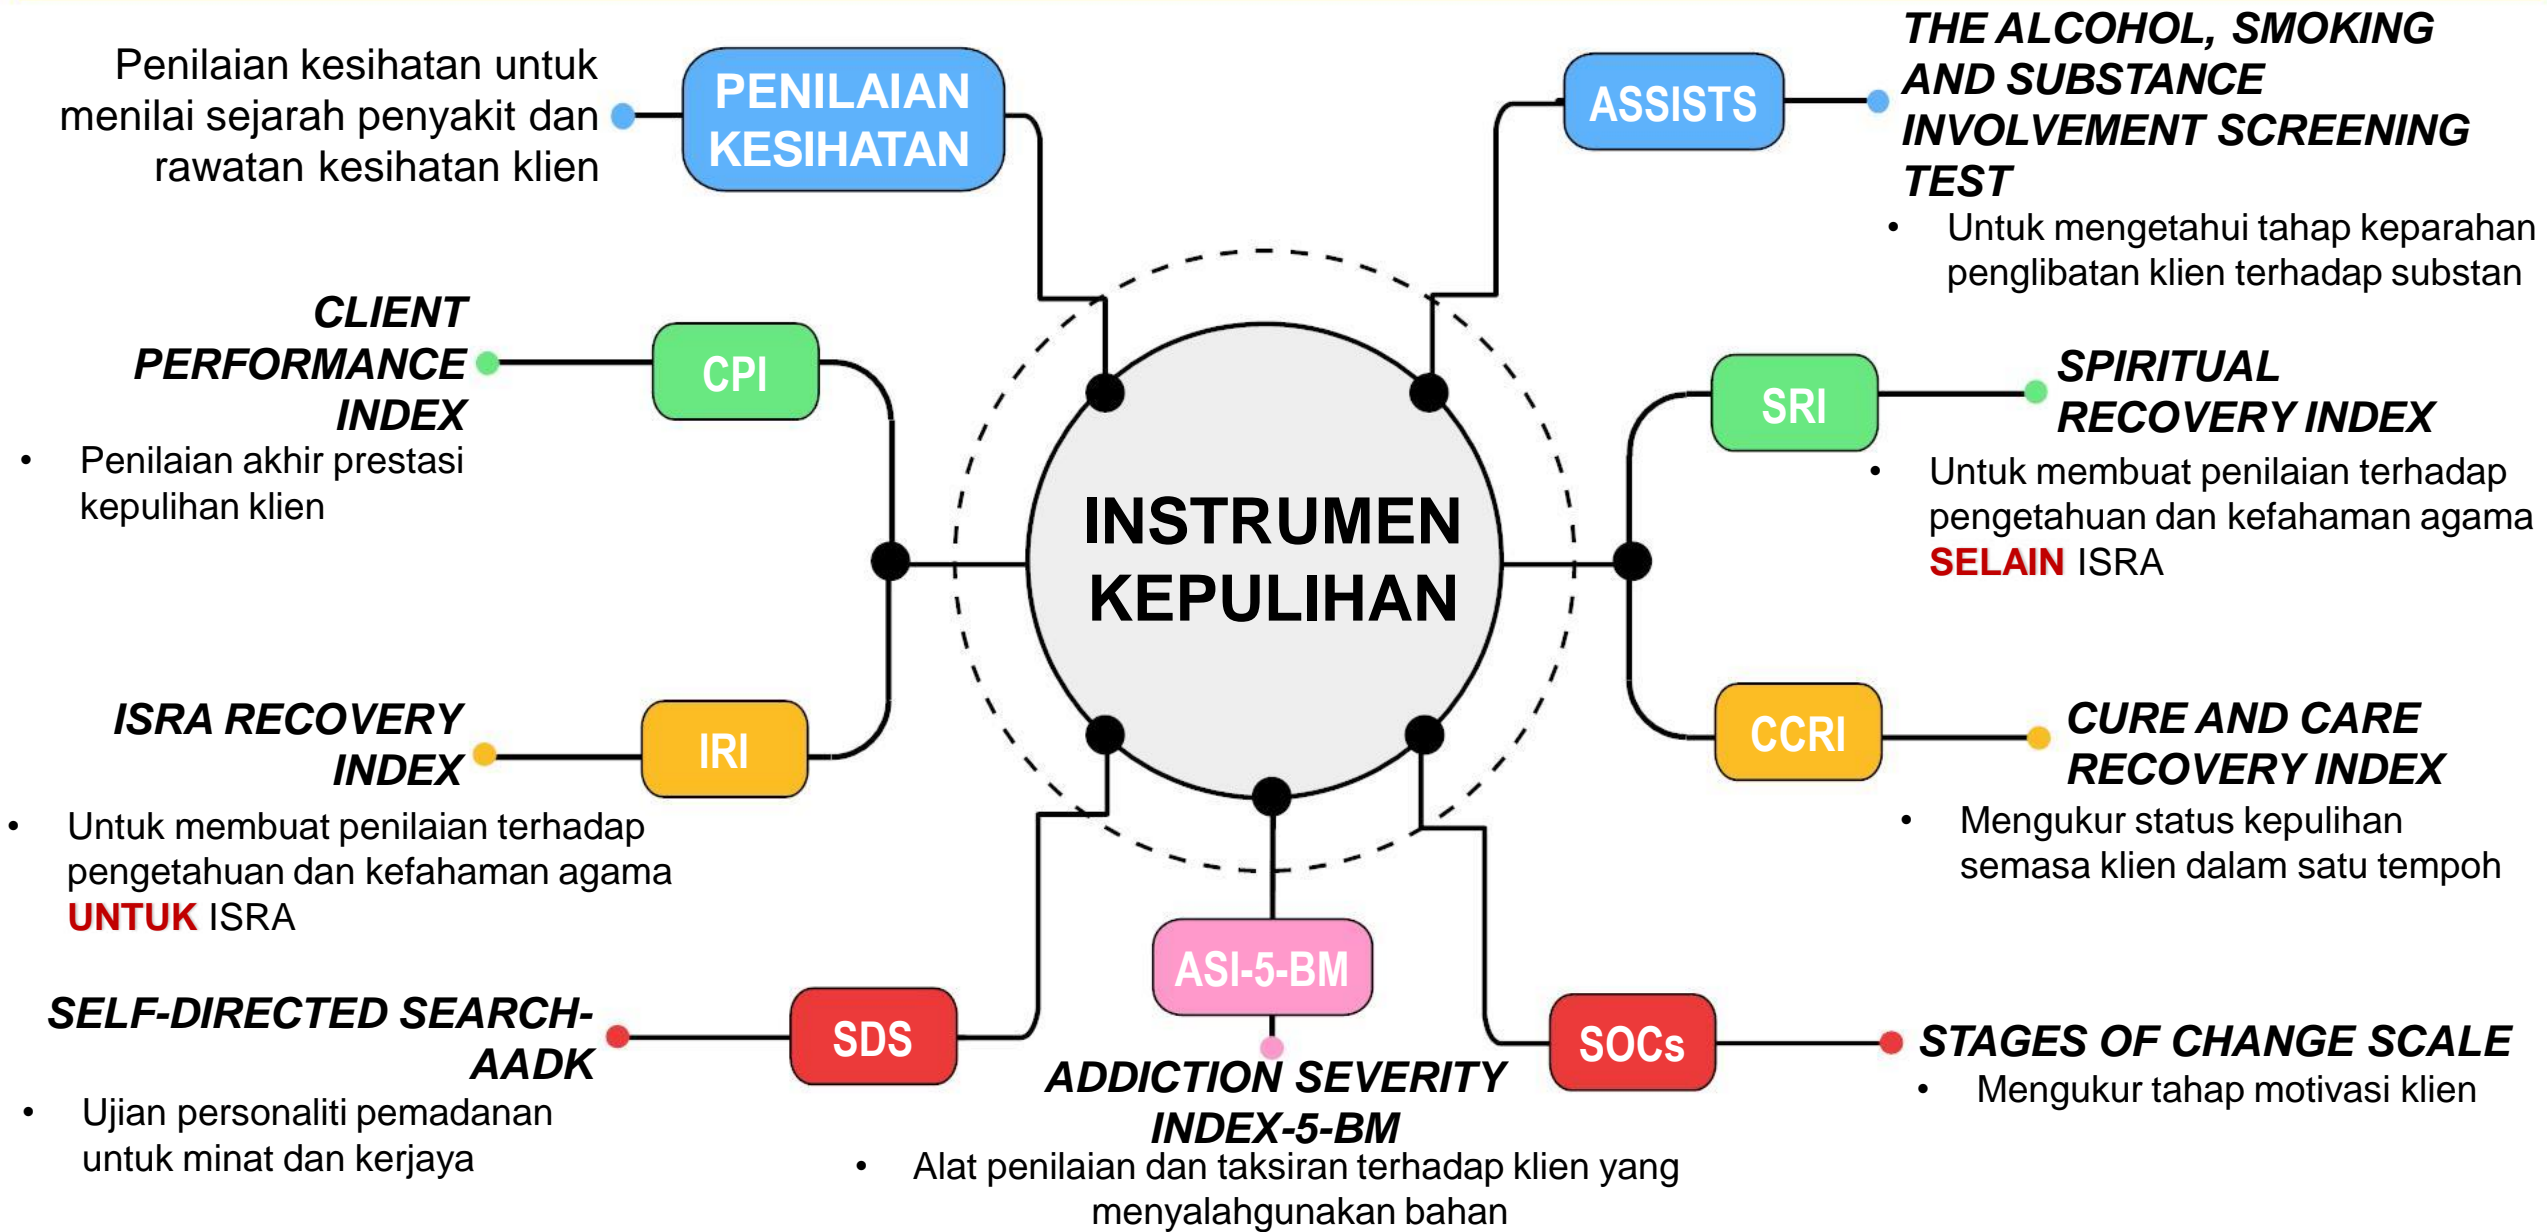 Penilaian kesihatan untuk
menilai sejarah penyakit dan
rawatan kesihatan klien
PENILAIAN
KESIHATAN
ASSISTS
THE ALCOHOL, SMOKING
AND SUBSTANCE
INVOLVEMENT SCREENING
TEST
• Untuk mengetahui tahap keparahan
penglibatan klien terhadap substan
CLIENT
PERFORMANCE
INDEX
CPI
• Penilaian akhir prestasi
kepulihan klien
SRI
SPIRITUAL
RECOVERY INDEX
• Untuk membuat penilaian terhadap
pengetahuan dan kefahaman agama
SELAIN ISRA
INSTRUMEN
KEPULIHAN
ISRA RECOVERY
INDEX
IRI
• Untuk membuat penilaian terhadap
pengetahuan dan kefahaman agama
UNTUK ISRA
CCRI
CURE AND CARE
RECOVERY INDEX
• Mengukur status kepulihan
semasa klien dalam satu tempoh
SELF-DIRECTED SEARCH-
AADK
SDS
• Ujian personaliti pemadanan
untuk minat dan kerjaya
ASI-5-BM
ADDICTION SEVERITY
INDEX-5-BM
• Alat penilaian dan taksiran terhadap klien yang
menyalahgunakan bahan
SOCs
STAGES OF CHANGE SCALE
• Mengukur tahap motivasi klien